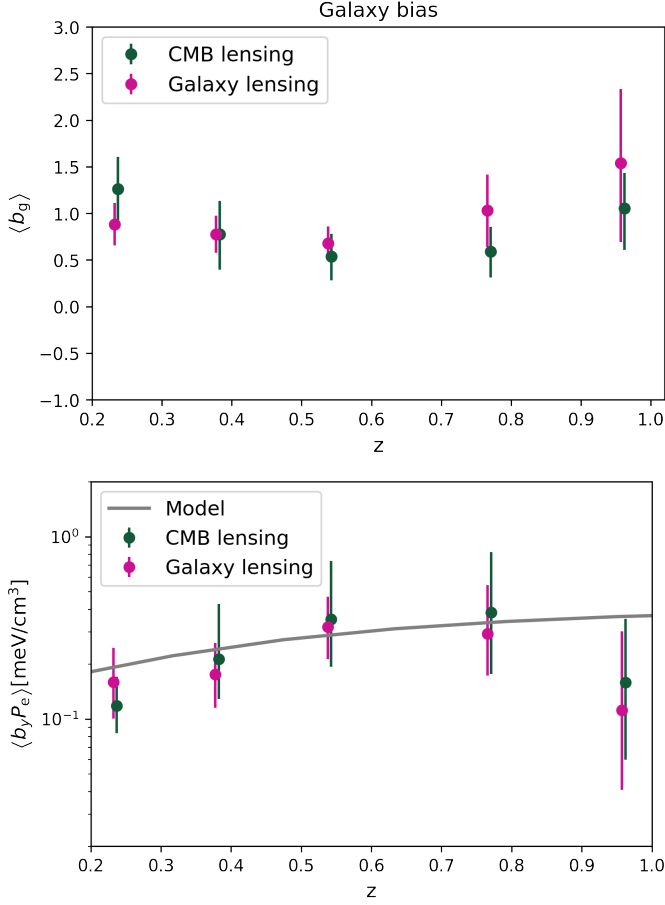 Galaxy bias
3.0
2.5
2.0
1.5
1.0
0.5
0.0
−0.5
−1.0
⟨b_g⟩
CMB lensing
Galaxy lensing
0.2 0.3 0.4 0.5 0.6 0.7 0.8 0.9 1.0
z
10⁰
10⁻¹
⟨b_yP_e⟩[meV/cm³]
Model
CMB lensing
Galaxy lensing
0.2 0.3 0.4 0.5 0.6 0.7 0.8 0.9 1.0
z